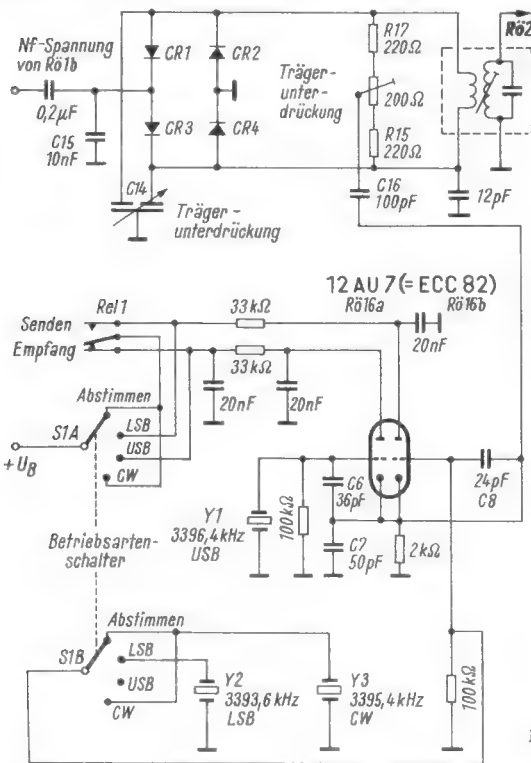 Nf-Spannung
von Rö1b
0,2µF
C15
10nF
CR1
CR2
CR3
CR4
C14
Träger-
unterdrückung
Träger-
unterdrückung
R17
220Ω
200Ω
R15
220Ω
C16
100pF
12pF
Rö2
12 AU 7 (= ECC 82)
Rö16a
Rö16b
20nF
Rel 1
Senden
Empfang
33kΩ
33kΩ
20nF
20nF
Abstimmen
S1A
LSB
USB
CW
+UB
Y1
3396,4kHz
USB
100kΩ
C6
36pF
C7
50pF
2kΩ
24pF
C8
Betriebsarten-
schalter
Abstimmen
S1B
LSB
USB
CW
Y2
3393,6kHz
LSB
Y3
3395,4kHz
CW
100kΩ